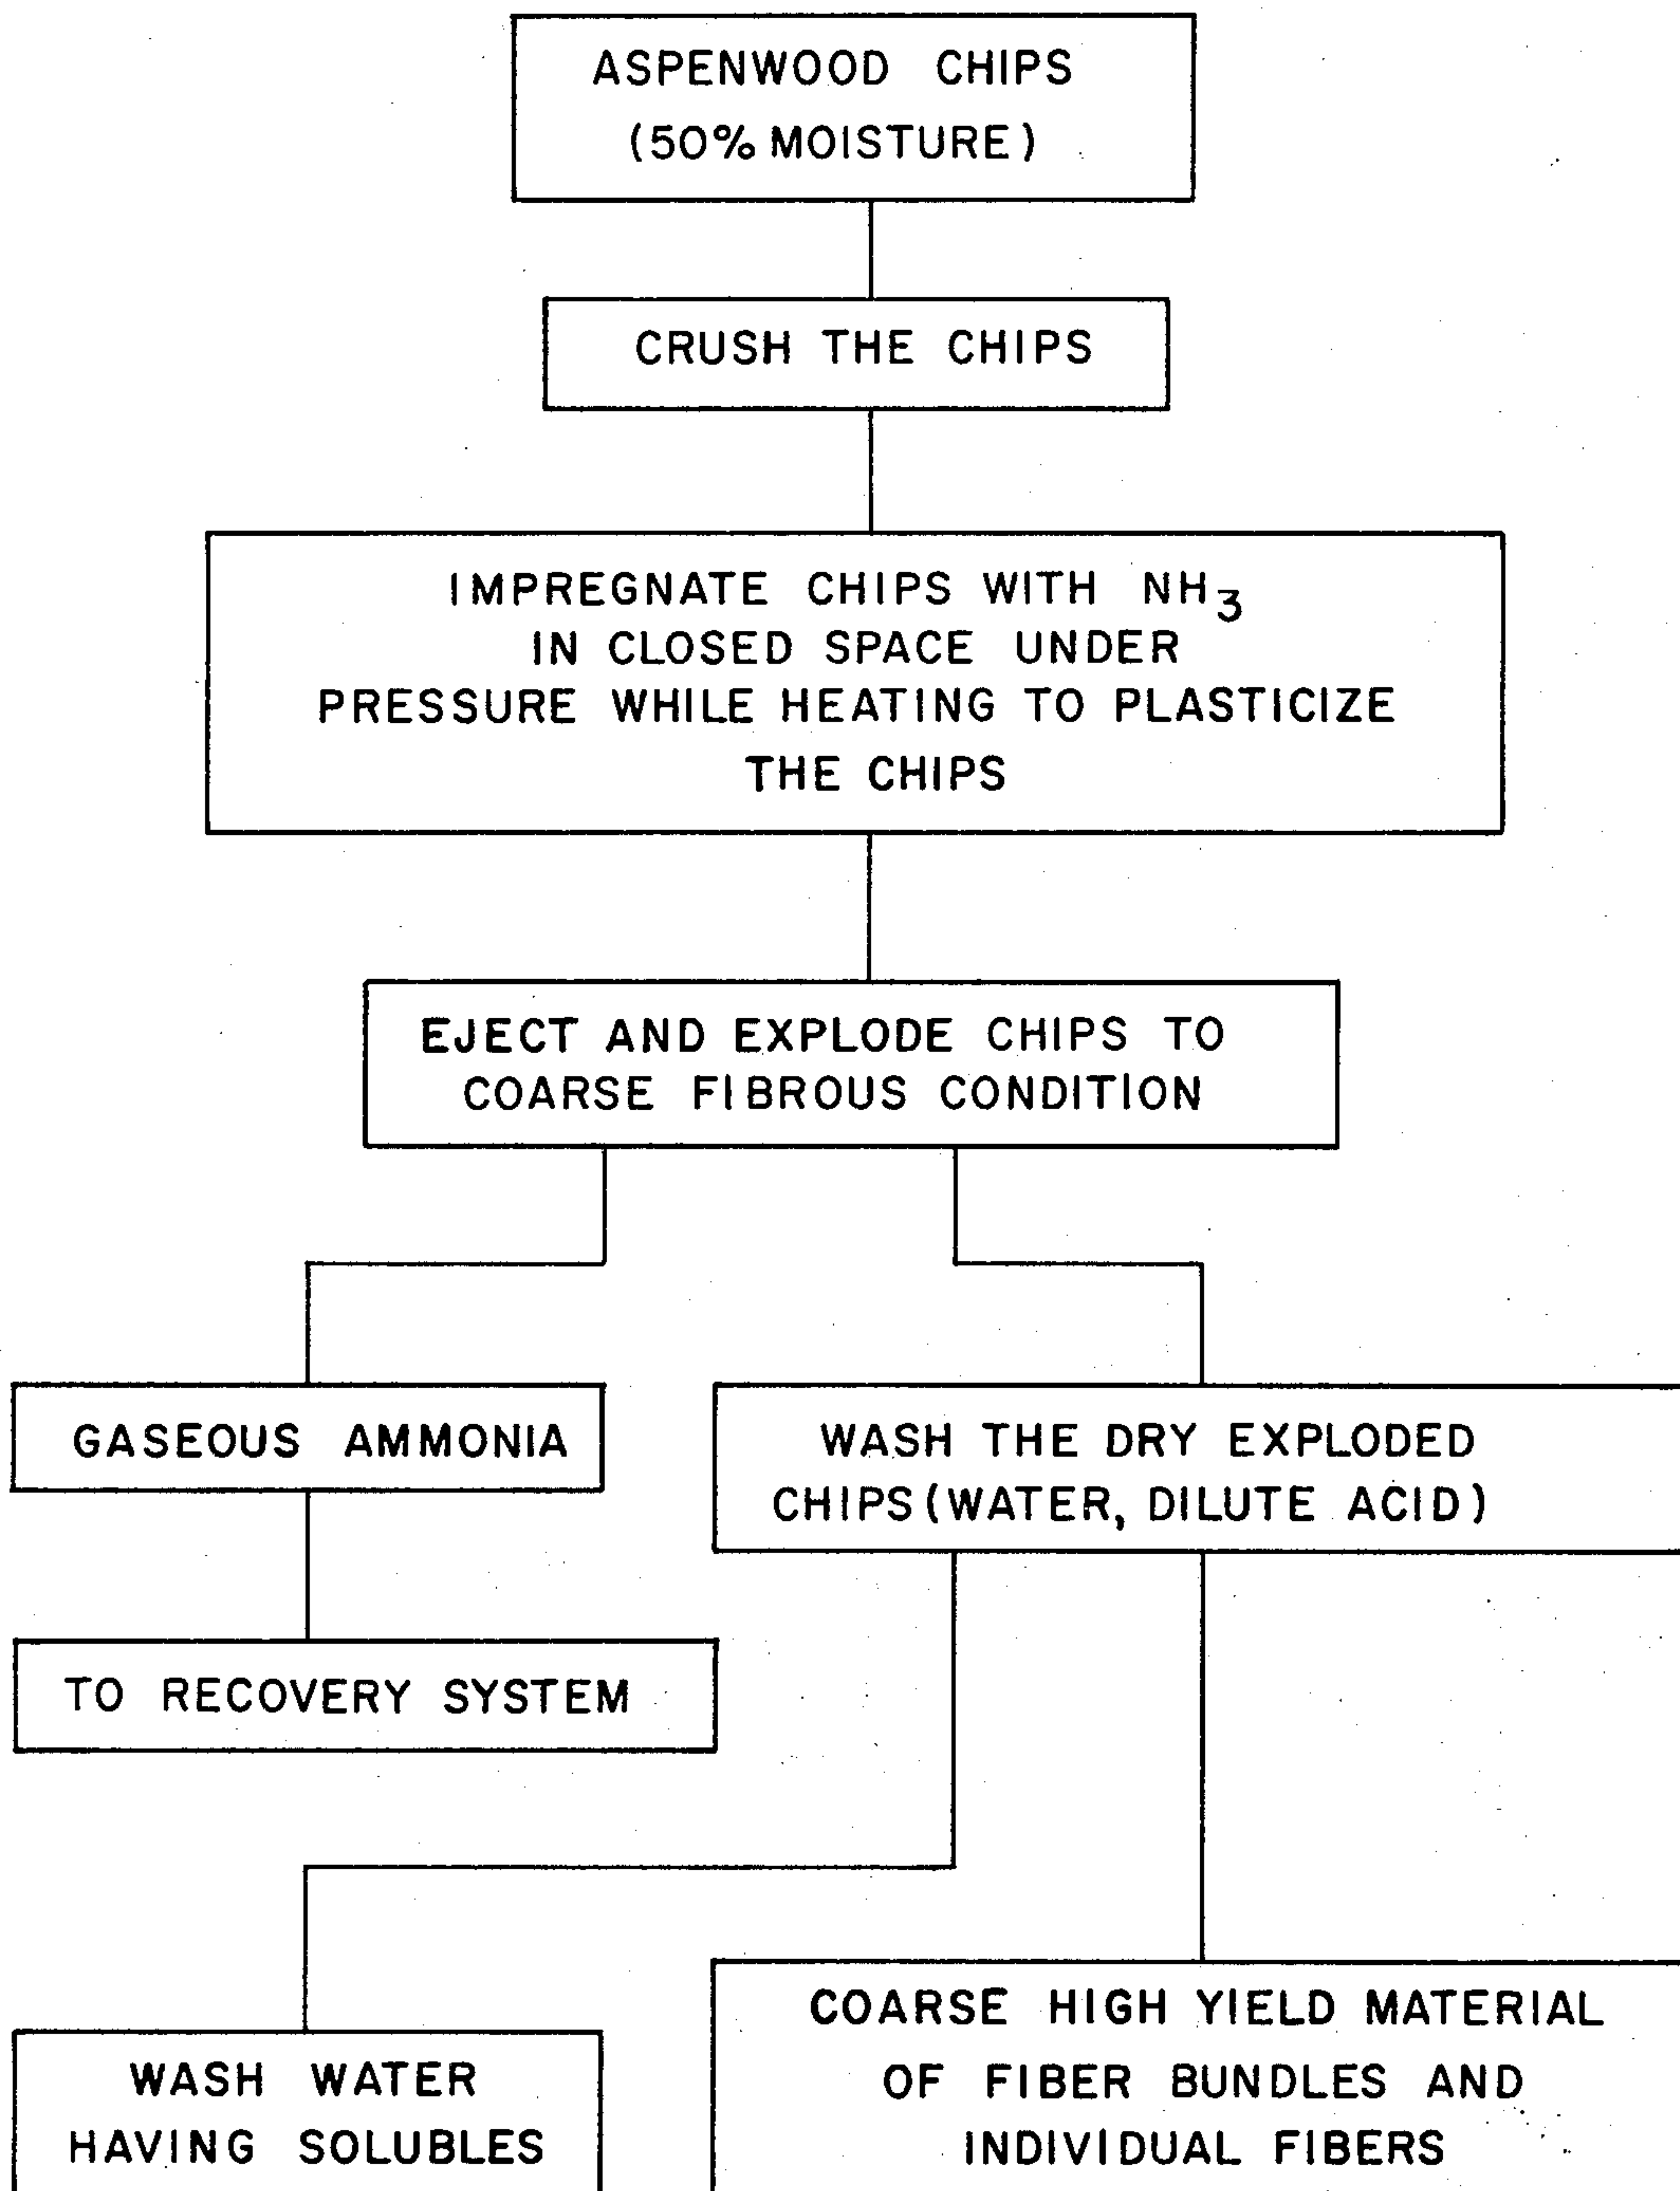 ASPENWOOD CHIPS
(50% MOISTURE)
CRUSH THE CHIPS
IMPREGNATE CHIPS WITH NH3
IN CLOSED SPACE UNDER
PRESSURE WHILE HEATING TO PLASTICIZE
THE CHIPS
EJECT AND EXPLODE CHIPS TO
COARSE FIBROUS CONDITION
GASEOUS AMMONIA
WASH THE DRY EXPLODED
CHIPS (WATER, DILUTE ACID)
TO RECOVERY SYSTEM
WASH WATER
HAVING SOLUBLES
COARSE HIGH YIELD MATERIAL
OF FIBER BUNDLES AND
INDIVIDUAL FIBERS